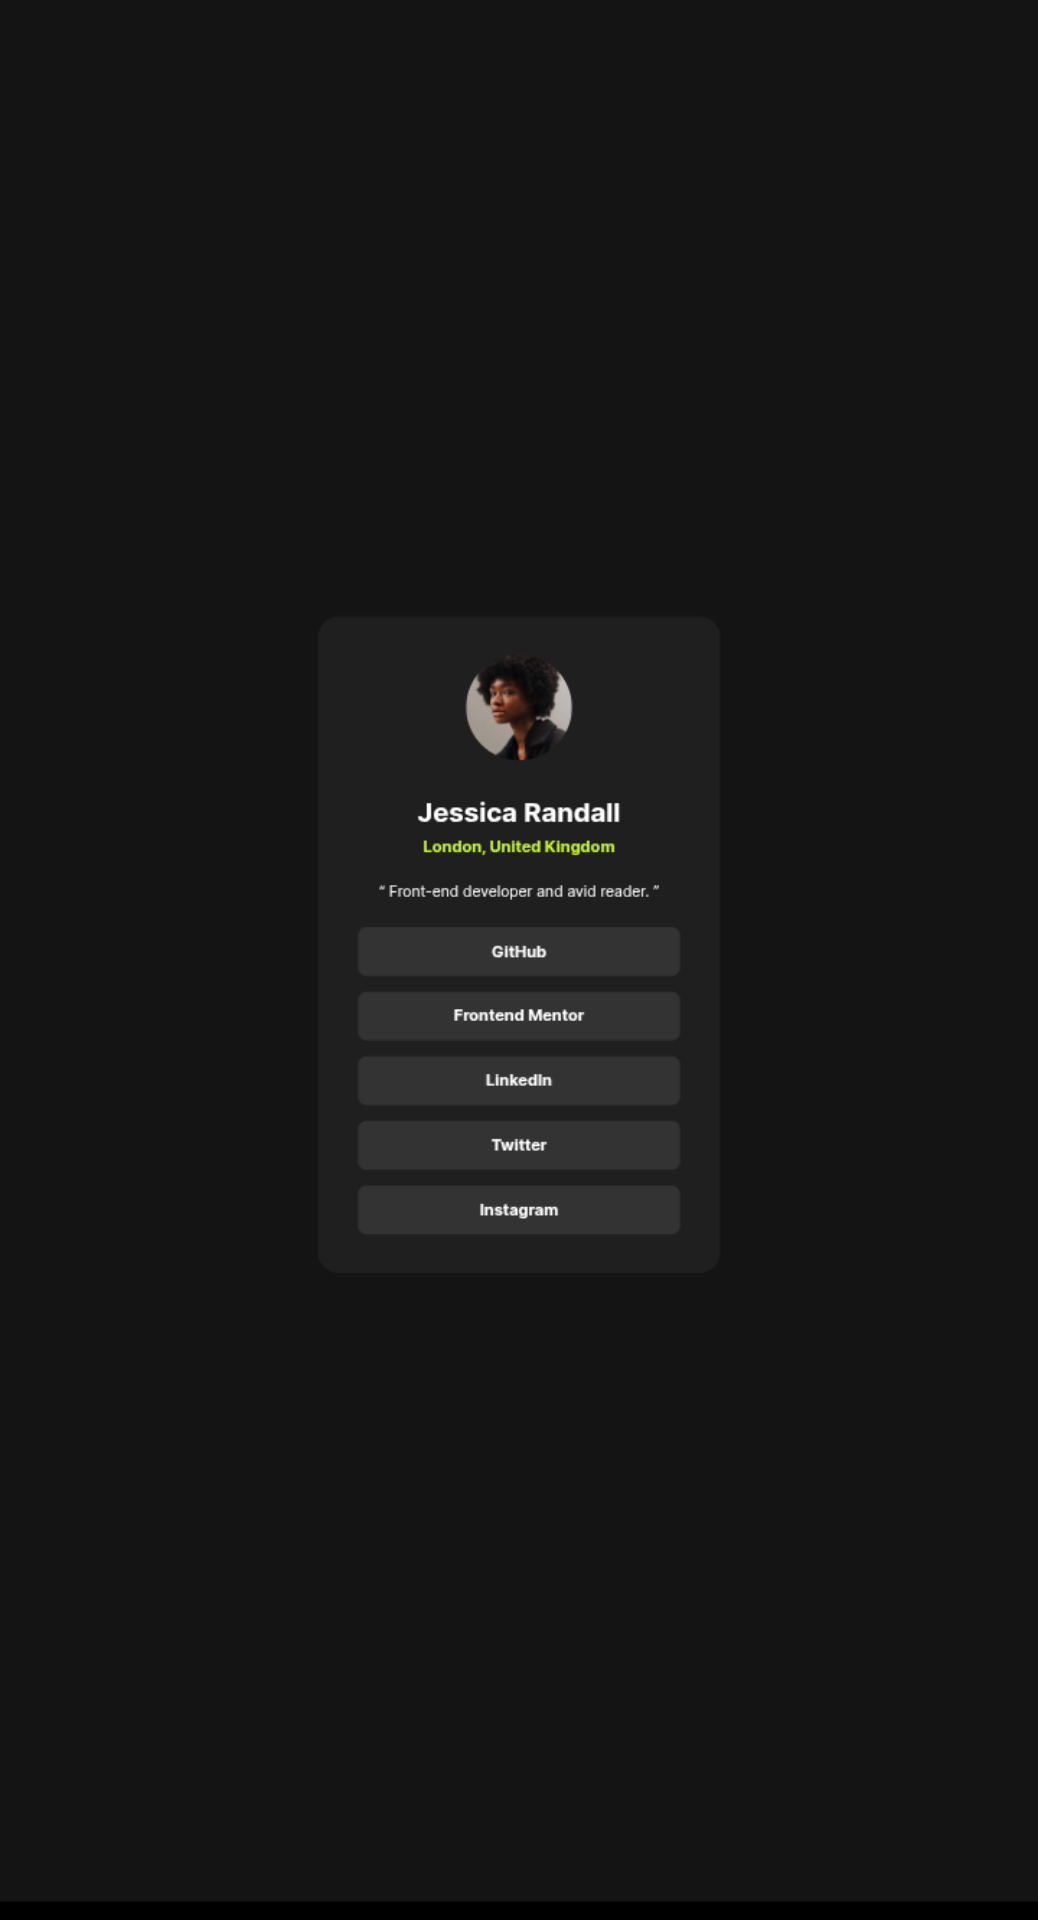 Jessica Randall
London, United Kingdom
“ Front-end developer and avid reader. ”
GitHub
Frontend Mentor
LinkedIn
Twitter
Instagram